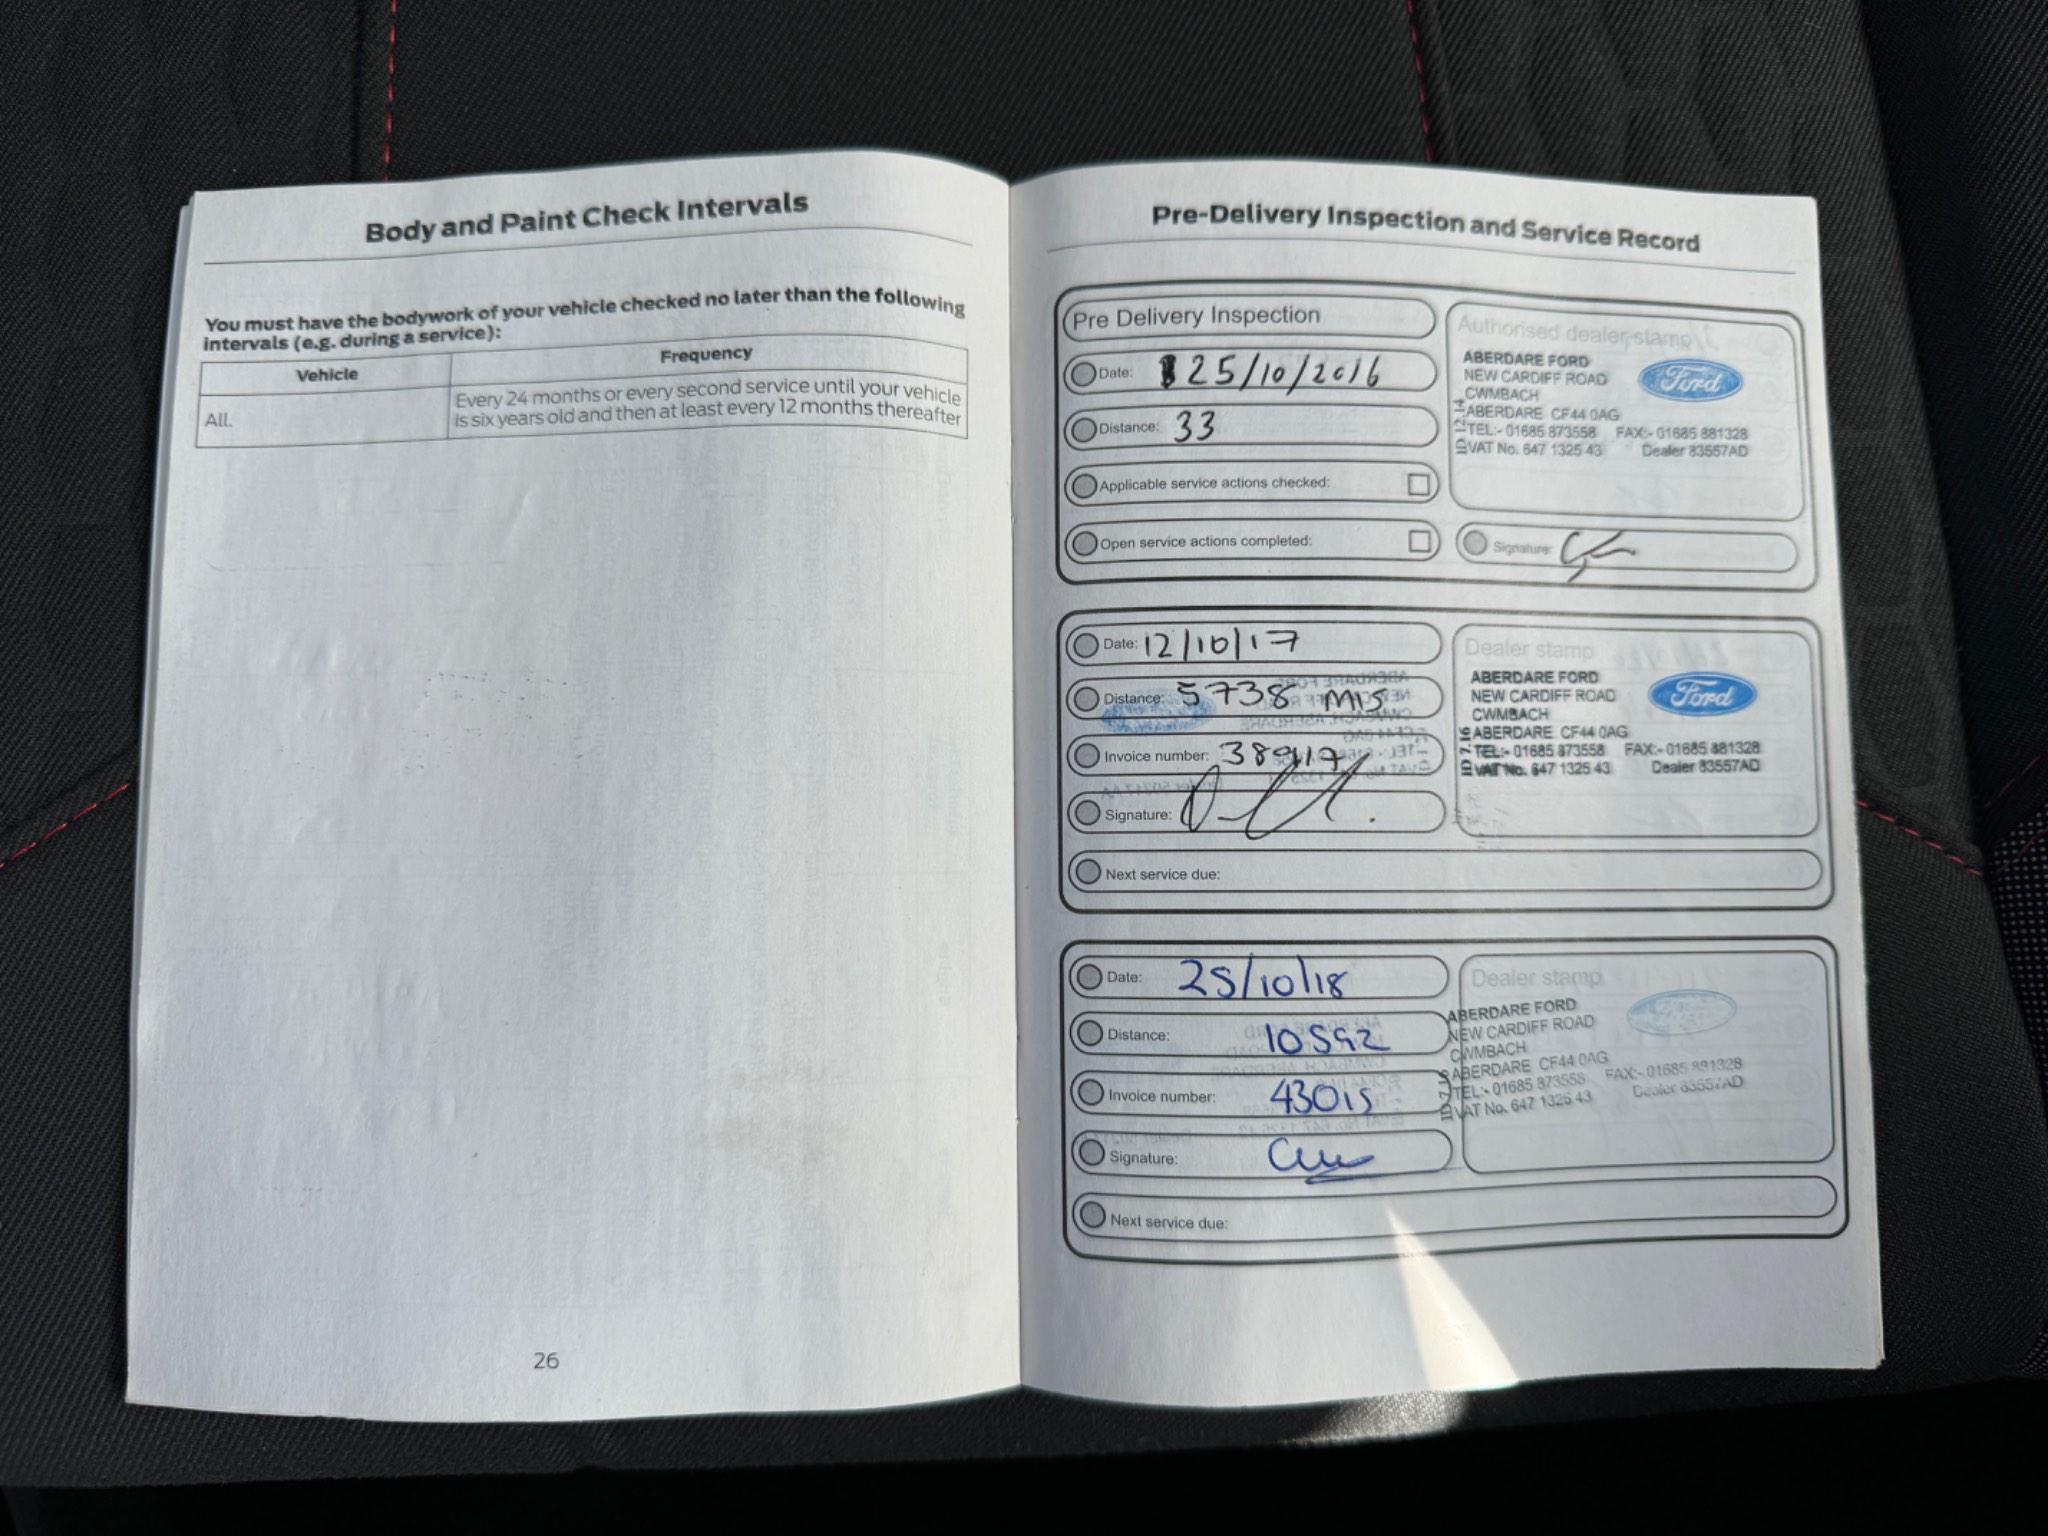 Body and Paint Check Intervals
You must have the bodywork of your vehicle checked no later than the following
intervals (e.g. during a service):
Vehicle
Frequency
All.
Every 24 months or every second service until your vehicle
is six years old and then at least every 12 months thereafter
26
Pre-Delivery Inspection and Service Record
Pre Delivery Inspection
Date: 25/10/2016
Distance: 33
Applicable service actions checked:
Open service actions completed:
Authorised dealer stamp
ABERDARE FORD
NEW CARDIFF ROAD
CWMBACH
ABERDARE CF44 0AG
TEL:- 01685 873558 FAX:- 01685 881328
VAT No. 647 1325 43 Dealer 83557AD
Ford
Signature:
Date: 12/10/17
Distance: 5738 MIS
Invoice number: 38917
Signature:
Next service due:
Dealer stamp
ABERDARE FORD
NEW CARDIFF ROAD
CWMBACH
ABERDARE CF44 0AG
TEL:- 01685 873558 FAX:- 01685 881328
VAT No. 647 1325 43 Dealer 83557AD
Ford
Date: 25/10/18
Distance: 10592
Invoice number: 43015
Signature:
Next service due:
Dealer stamp
ABERDARE FORD
NEW CARDIFF ROAD
CWMBACH
ABERDARE CF44 0AG
TEL:- 01685 873558 FAX:- 01685 881328
VAT No. 647 1325 43 Dealer 83557AD